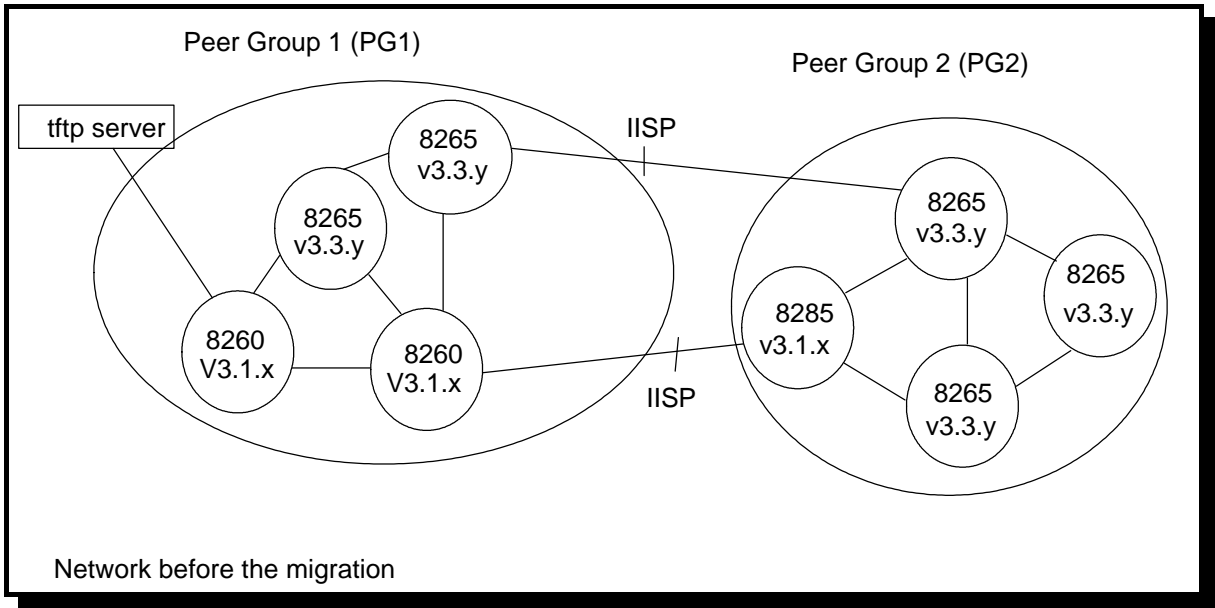 Peer Group 1 (PG1)
Peer Group 2 (PG2)
tftp server
IISP
8265
v3.3.y
8265
v3.3.y
8260
V3.1.x
8260
V3.1.x
IISP
8265
v3.3.y
8265
v3.3.y
8285
v3.1.x
8265
v3.3.y
Network before the migration